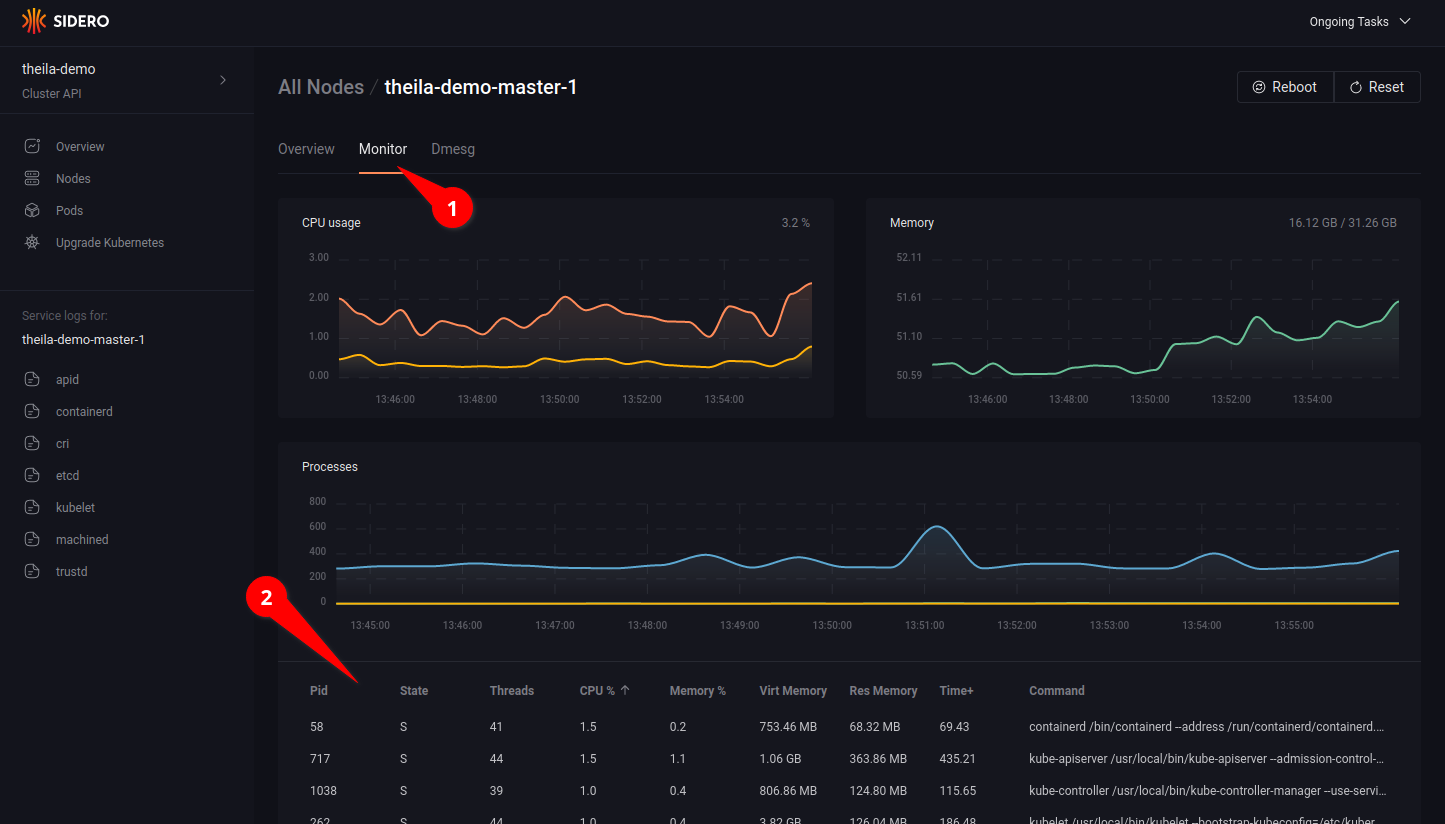 SIDERO
Ongoing Tasks
theila-demo
Cluster API
Overview
Nodes
Pods
Upgrade Kubernetes
Service logs for:
theila-demo-master-1
apid
containerd
cri
etcd
kubelet
machined
trustd
All Nodes / theila-demo-master-1
Reboot
Reset
Overview Monitor Dmesg
1
CPU usage 3.2 %
3.00
2.00
1.00
0.00
13:46:00 13:48:00 13:50:00 13:52:00 13:54:00
Memory 16.12 GB / 31.26 GB
52.11
51.61
51.10
50.59
13:46:00 13:48:00 13:50:00 13:52:00 13:54:00
Processes
800
600
400
200
0
13:45:00 13:46:00 13:47:00 13:48:00 13:49:00 13:50:00 13:51:00 13:52:00 13:53:00 13:54:00 13:55:00
2
Pid State Threads CPU % Memory % Virt Memory Res Memory Time+ Command
58 S 41 1.5 0.2 753.46 MB 68.32 MB 69.43 containerd /bin/containerd --address /run/containerd/containerd....
717 S 44 1.5 1.1 1.06 GB 363.86 MB 435.21 kube-apiserver /usr/local/bin/kube-apiserver --admission-control-...
1038 S 39 1.0 0.4 806.86 MB 124.80 MB 115.65 kube-controller /usr/local/bin/kube-controller-manager --use-servi...
262 S 44 1.0 0.4 3.82 GB 126.04 MB 186.48 kubelet /usr/local/bin/kubelet --bootstrap-kubeconfig=/etc/kuber